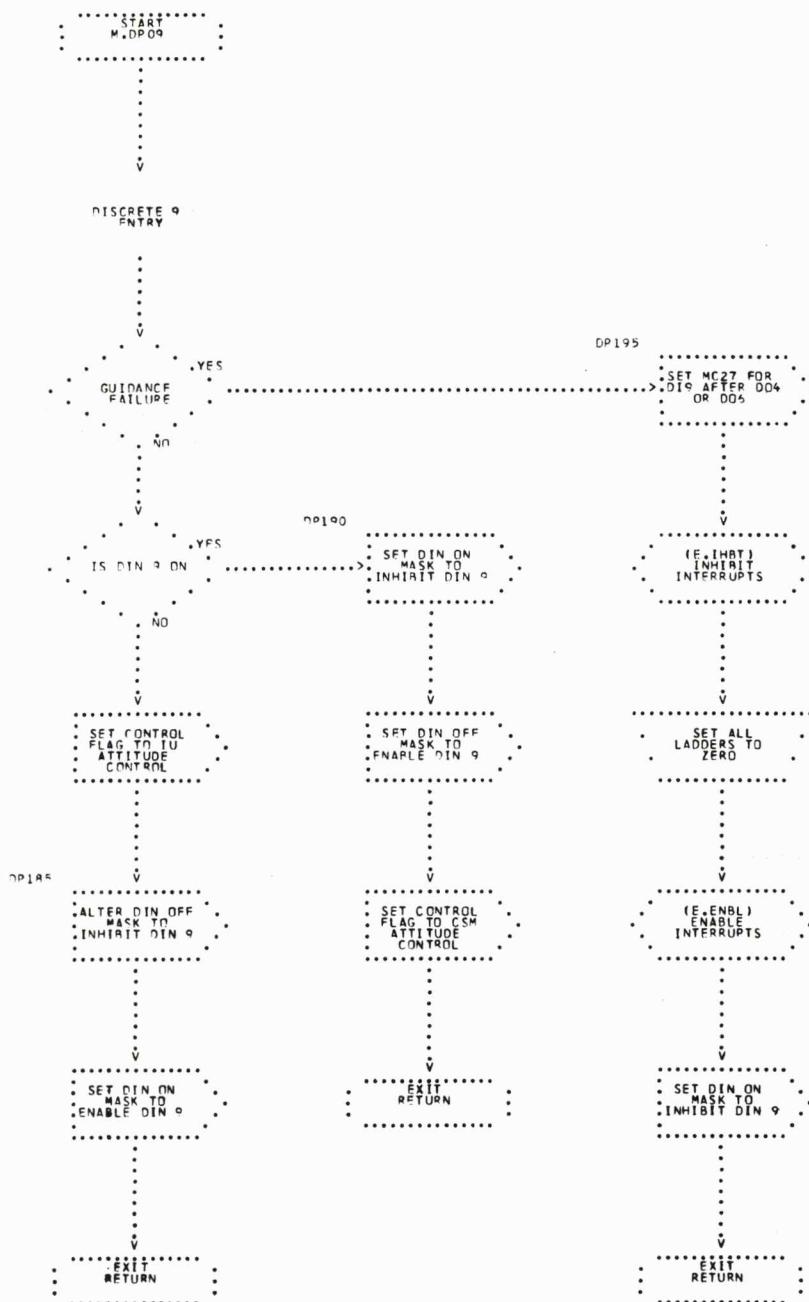 START
M.DP09
DISCRETE 9
ENTRY
GUIDANCE
FAILURE
YES
NO
DP195
SET MC27 FOR
DI9 AFTER DO4
OR DO5
IS DIN 9 ON
YES
NO
DP190
SET DIN ON
MASK TO
INHIBIT DIN 9
(E.IHBT)
INHIBIT
INTERRUPTS
SET CONTROL
FLAG TO IU
ATTITUDE
CONTROL
SET DIN OFF
MASK TO
ENABLE DIN 9
SET ALL
LADDERS TO
ZERO
DP185
ALTER DIN OFF
MASK TO
INHIBIT DIN 9
SET CONTROL
FLAG TO CSM
ATTITUDE
CONTROL
(E.ENBL)
ENABLE
INTERRUPTS
SET DIN ON
MASK TO
ENABLE DIN 9
EXIT
RETURN
SET DIN ON
MASK TO
INHIBIT DIN 9
EXIT
RETURN
EXIT
RETURN